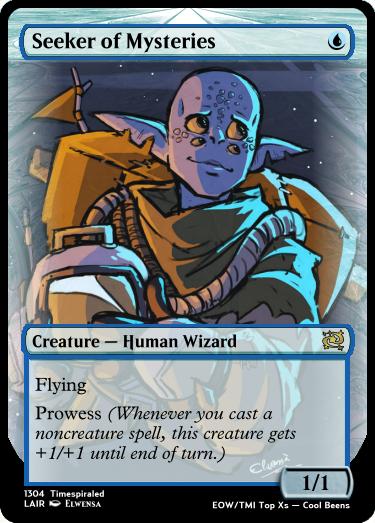 Seeker of Mysteries
Creature — Human Wizard
Flying
Prowess (Whenever you cast a
noncreature spell, this creature gets
+1/+1 until end of turn.)
Elwensa
1/1
1304 Timespiraled
LAIR ELWENSA
EOW/TMI Top Xs — Cool Beens